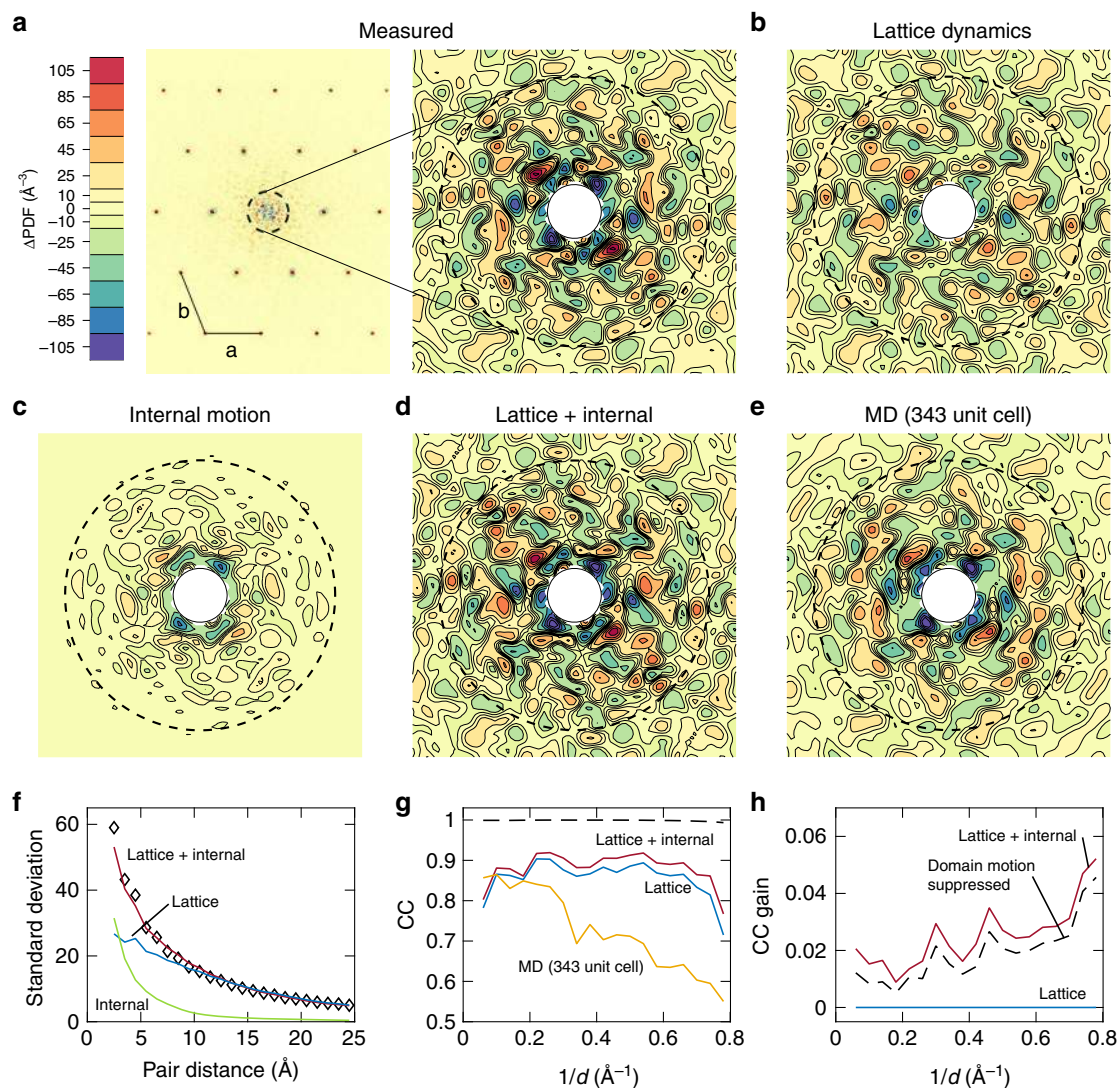 a
Measured
b
Lattice dynamics
ΔPDF (Å⁻³)
105
85
65
45
25
10
0
−10
−25
−45
−65
−85
−105
b
a
c
Internal motion
d
Lattice + internal
e
MD (343 unit cell)
f
Standard deviation
60
40
20
0
Lattice + internal
Lattice
Internal
0
5
10
15
20
25
Pair distance (Å)
g
CC
1
0.9
0.8
0.7
0.6
0.5
Lattice + internal
Lattice
MD (343 unit cell)
0
0.2
0.4
0.6
0.8
1/d (Å⁻¹)
h
CC gain
0.06
0.04
0.02
0
Lattice + internal
Domain motion
suppressed
Lattice
0
0.2
0.4
0.6
0.8
1/d (Å⁻¹)